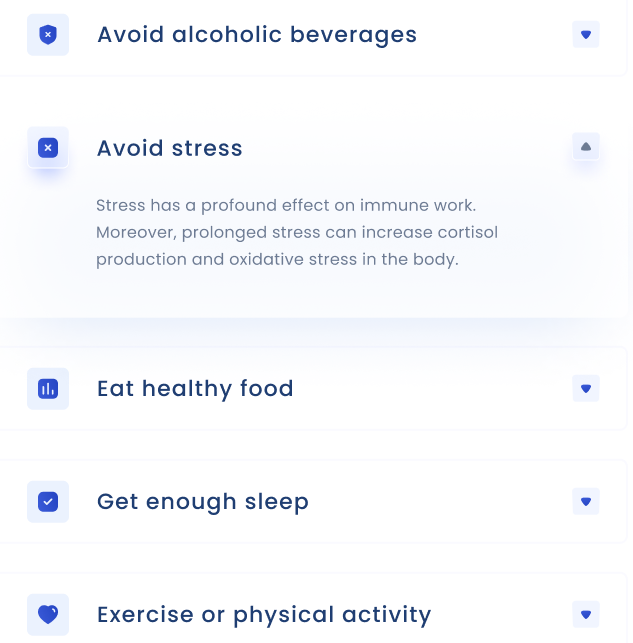 Avoid alcoholic beverages
Avoid stress
Stress has a profound effect on immune work.
Moreover, prolonged stress can increase cortisol
production and oxidative stress in the body.
Eat healthy food
Get enough sleep
Exercise or physical activity